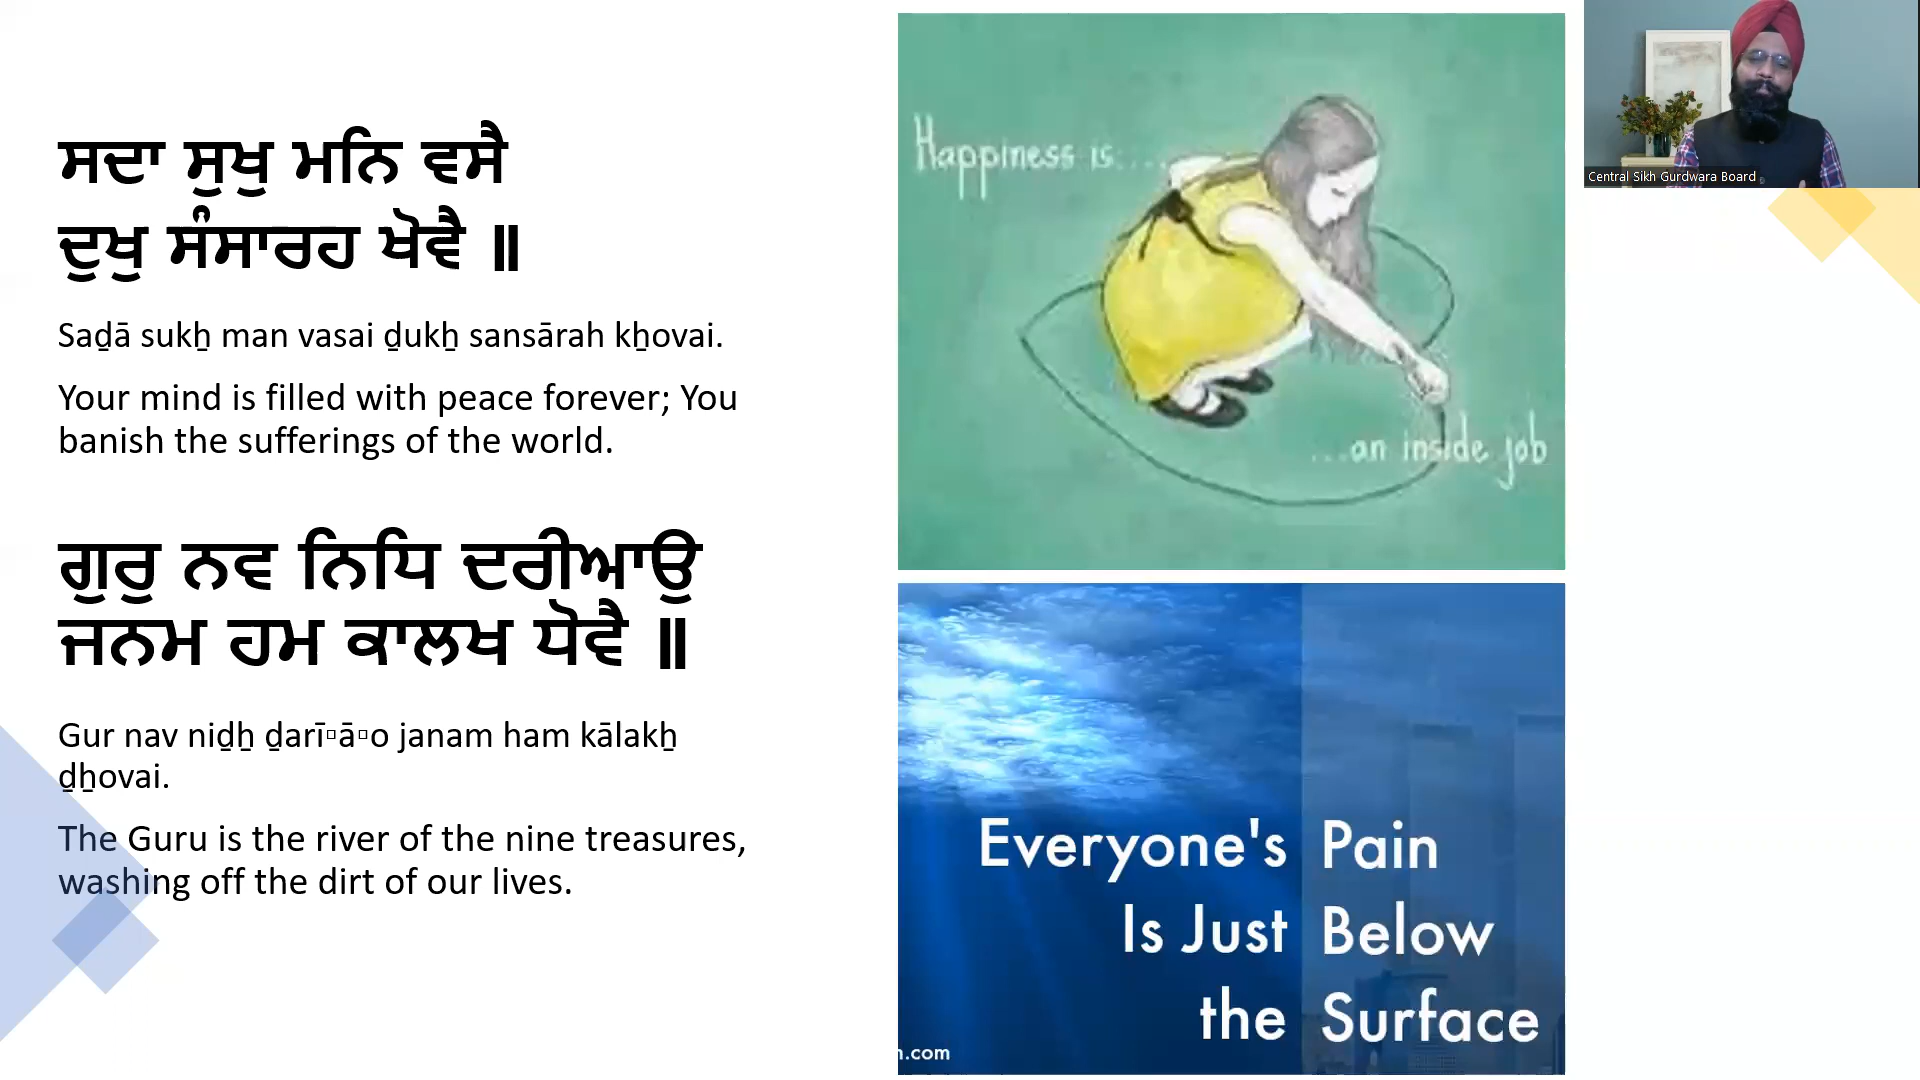 ਸਦਾ ਸੁਖੁ ਮਨਿ ਵਸੈ
ਦੁਖੁ ਸੰਸਾਰਹ ਖੋਵੈ ॥
Saḏā sukẖ man vasai ḏukẖ sansārah kẖovai.
Your mind is filled with peace forever; You
banish the sufferings of the world.
ਗੁਰੁ ਨਵ ਨਿਧਿ ਦਰੀਆਉ
ਜਨਮ ਹਮ ਕਾਲਖ ਧੋਵੈ ॥
Gur nav niḏẖ ḏarī▫ā▫o janam ham kālakẖ
ḏẖovai.
The Guru is the river of the nine treasures,
washing off the dirt of our lives.
Happiness is....
...an inside job
Everyone's Pain
Is Just Below
the Surface
.com
Central Sikh Gurdwara Board